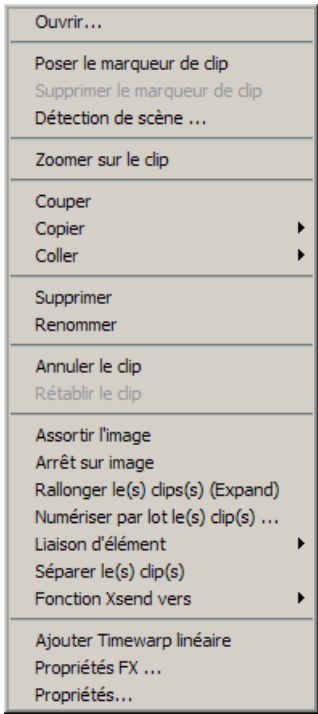 Ouvrir...
Poser le marqueur de clip
Supprimer le marqueur de clip
Détection de scène ...
Zoomer sur le clip
Couper
Copier
Coller
Supprimer
Renommer
Annuler le clip
Rétablir le clip
Assortir l'image
Arrêt sur image
Rallonger le(s) clips(s) (Expand)
Numériser par lot le(s) clip(s) ...
Liaison d'élément
Séparer le(s) clip(s)
Fonction Xsend vers
Ajouter Timewarp linéaire
Propriétés FX ...
Propriétés...